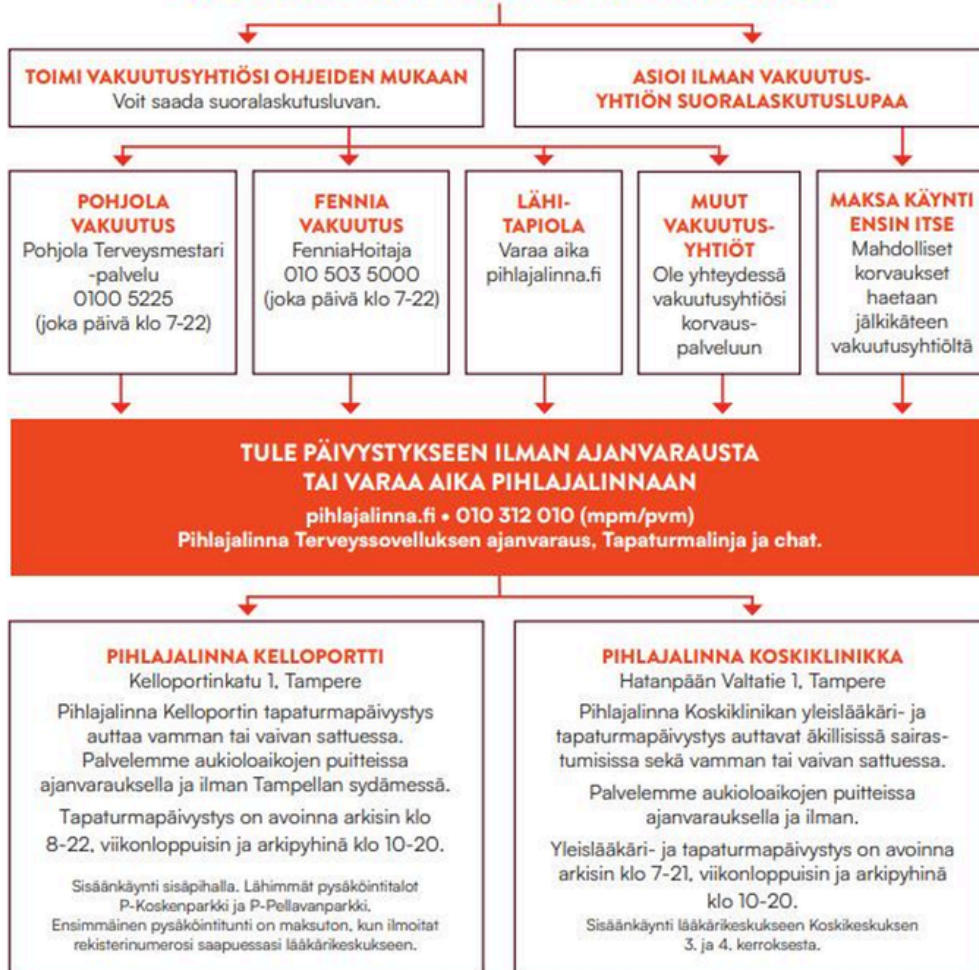 TOIMI VAKUUTUSYHTIÖSI OHJEIDEN MUKAAN
Voit saada suoralaskutusluvan.
ASIOI ILMAN VAKUUTUS-
YHTIÖN SUORALASKUTUSLUPAA
POHJOLA
VAKUUTUS
Pohjola Terveysmestari
-palvelu
0100 5225
(joka päivä klo 7-22)
FENNIA
VAKUUTUS
FenniaHoitaja
010 503 5000
(joka päivä klo 7-22)
LÄHI-
TAPIOLA
Varaa aika
pihlajalinna.fi
MUUT
VAKUUTUS-
YHTIÖT
Ole yhteydessä
vakuutusyhtiösi
korvaus-
palveluun
MAKSA KÄYNTI
ENSIN ITSE
Mahdolliset
korvaukset
haetaan
jälkikäteen
vakuutusyhtiöltä
TULE PÄIVYSTYKSEEN ILMAN AJANVARAUSTA
TAI VARAA AIKA PIHLAJALINNAAN
pihlajalinna.fi • 010 312 010 (mpm/pvm)
Pihlajalinna Terveyssovelluksen ajanvaraus, Tapaturmalinja ja chat.
PIHLAJALINNA KELLOPORTTI
Kelloportinkatu 1, Tampere
Pihlajalinna Kelloportin tapaturmapäivystys
auttaa vamman tai vaivan sattuessa.
Palvelemme aukioloaikojen puitteissa
ajanvarauksella ja ilman Tampellan sydämessä.
Tapaturmapäivystys on avoinna arkisin klo
8-22, viikonloppuisin ja arkipyhinä klo 10-20.
Sisäänkäynti sisäpihalla. Lähimmät pysäköintitalot
P-Koskenparkki ja P-Pellavanparkki.
Ensimmäinen pysäköintitunti on maksuton, kun ilmoitat
rekisterinumerosi saapuessasi lääkärikeskukseen.
PIHLAJALINNA KOSKIKLINIKKA
Hatanpään Valtatie 1, Tampere
Pihlajalinna Koskiklinikan yleislääkäri- ja
tapaturmapäivystys auttavat äkillisissä sairas-
tumisissa sekä vamman tai vaivan sattuessa.
Palvelemme aukioloaikojen puitteissa
ajanvarauksella ja ilman.
Yleislääkäri- ja tapaturmapäivystys on avoinna
arkisin klo 7-21, viikonloppuisin ja arkipyhinä
klo 10-20.
Sisäänkäynti lääkärikeskukseen Koskikeskuksen
3. ja 4. kerroksesta.